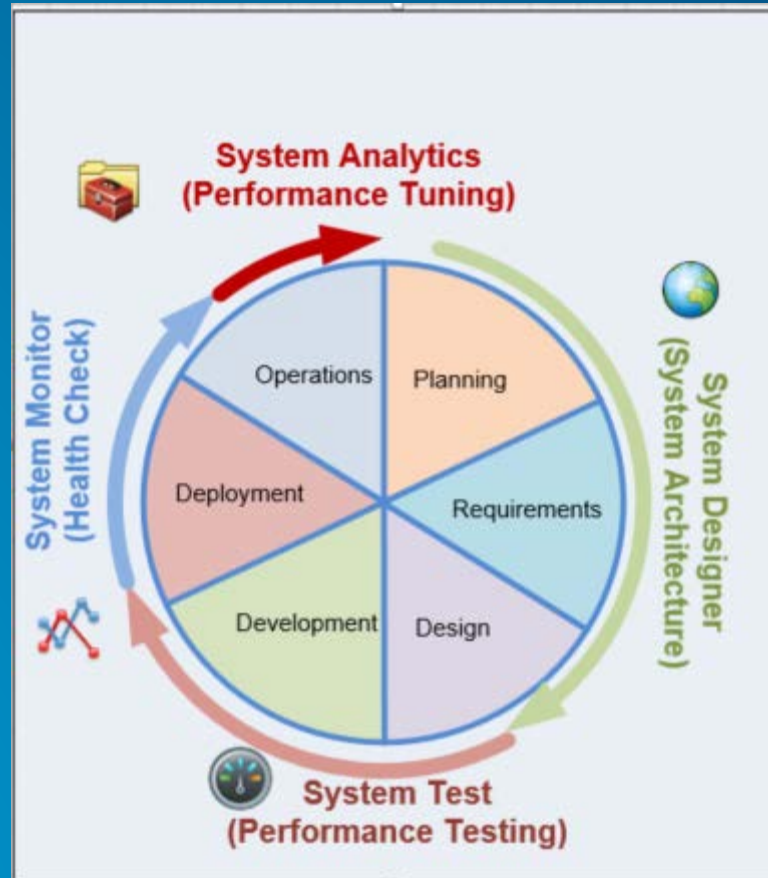 System Analytics
(Performance Tuning)
Operations
Planning
System Monitor
(Health Check)
System Designer
(System Architecture)
Deployment
Requirements
Development
Design
System Test
(Performance Testing)